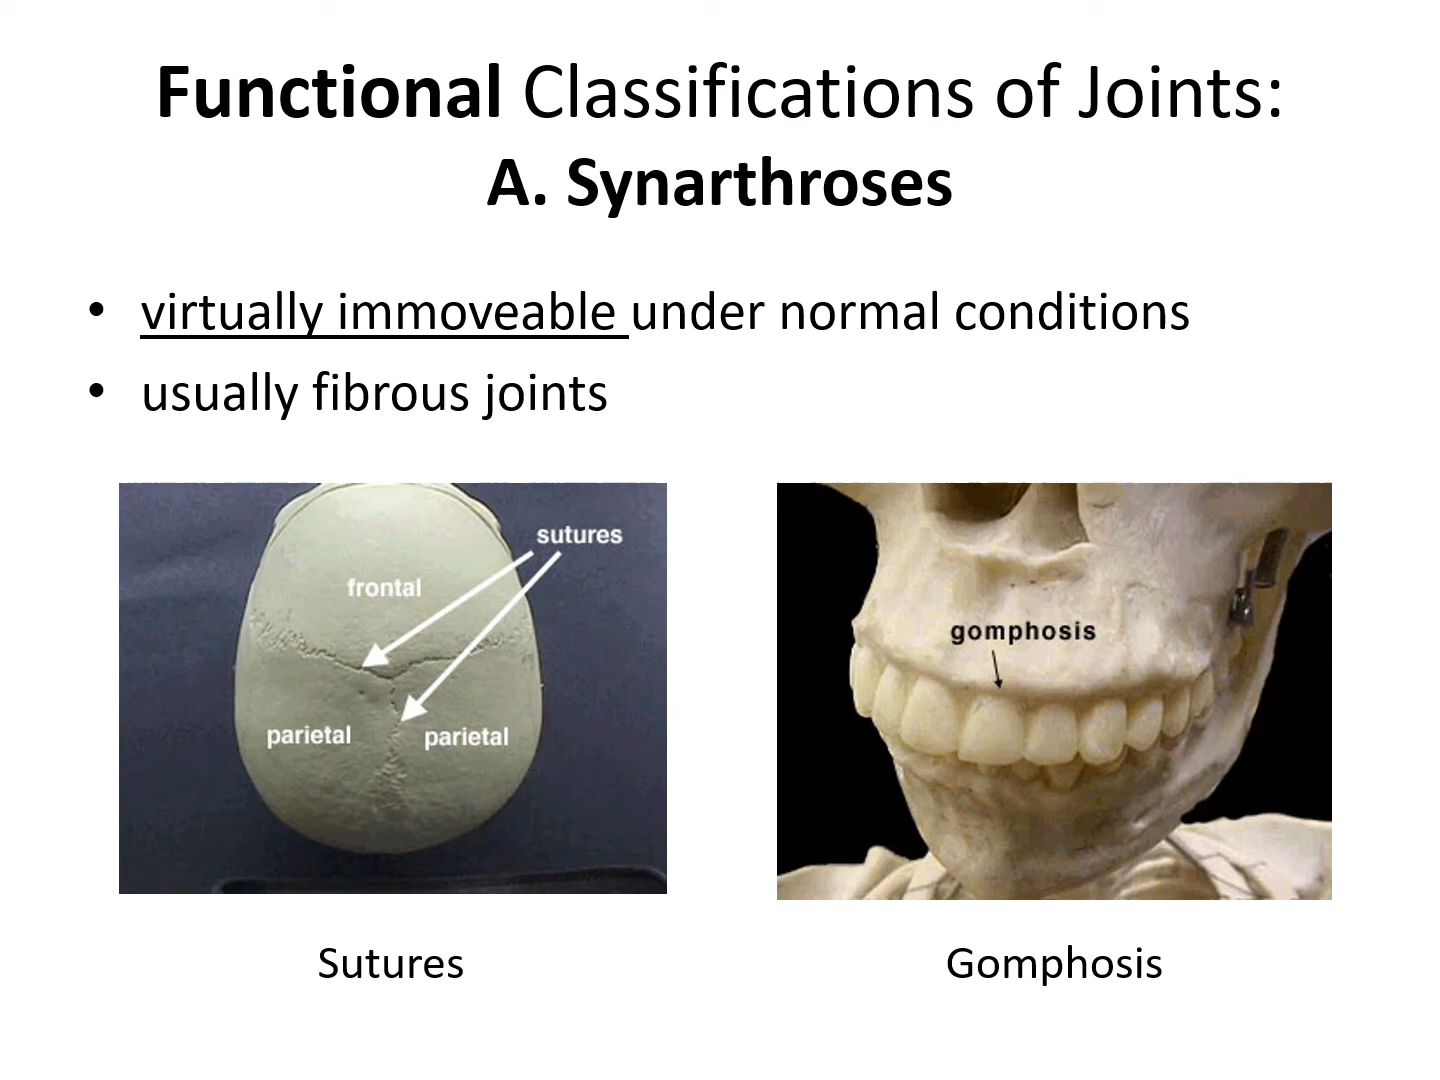 Functional Classifications of Joints:
A. Synarthroses
• virtually immoveable under normal conditions
• usually fibrous joints
sutures
frontal
parietal
parietal
gomphosis
Sutures
Gomphosis